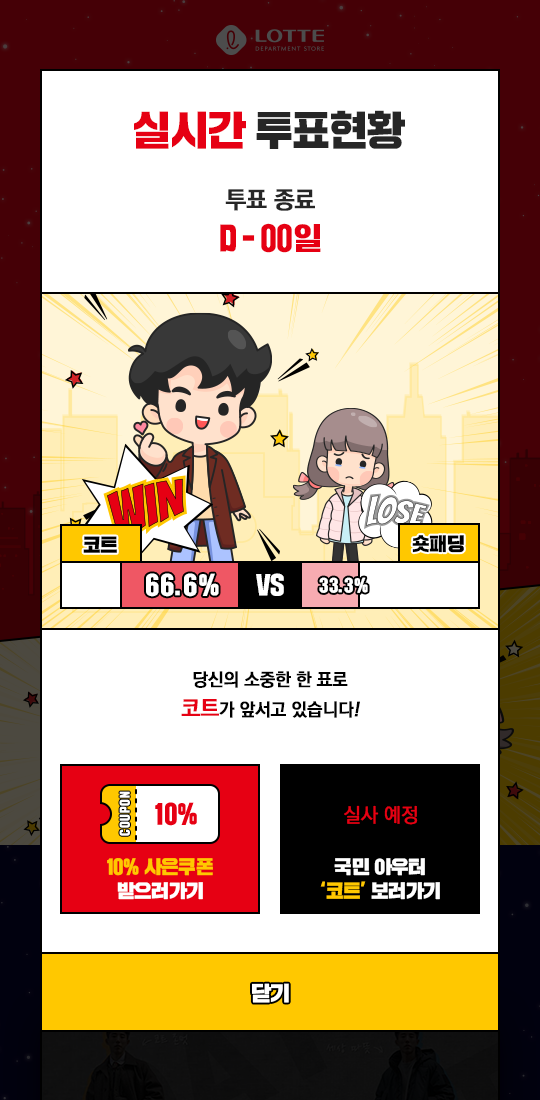 LOTTE
DEPARTMENT STORE
실시간 투표현황
투표 종료
D - 00일
WIN
LOSE
코트
숏패딩
66.6% VS 33.3%
당신의 소중한 한 표로
코트가 앞서고 있습니다!
COUPON
10%
10% 사은쿠폰
받으러가기
실사 예정
국민 아우터
‘코트’ 보러가기
닫기